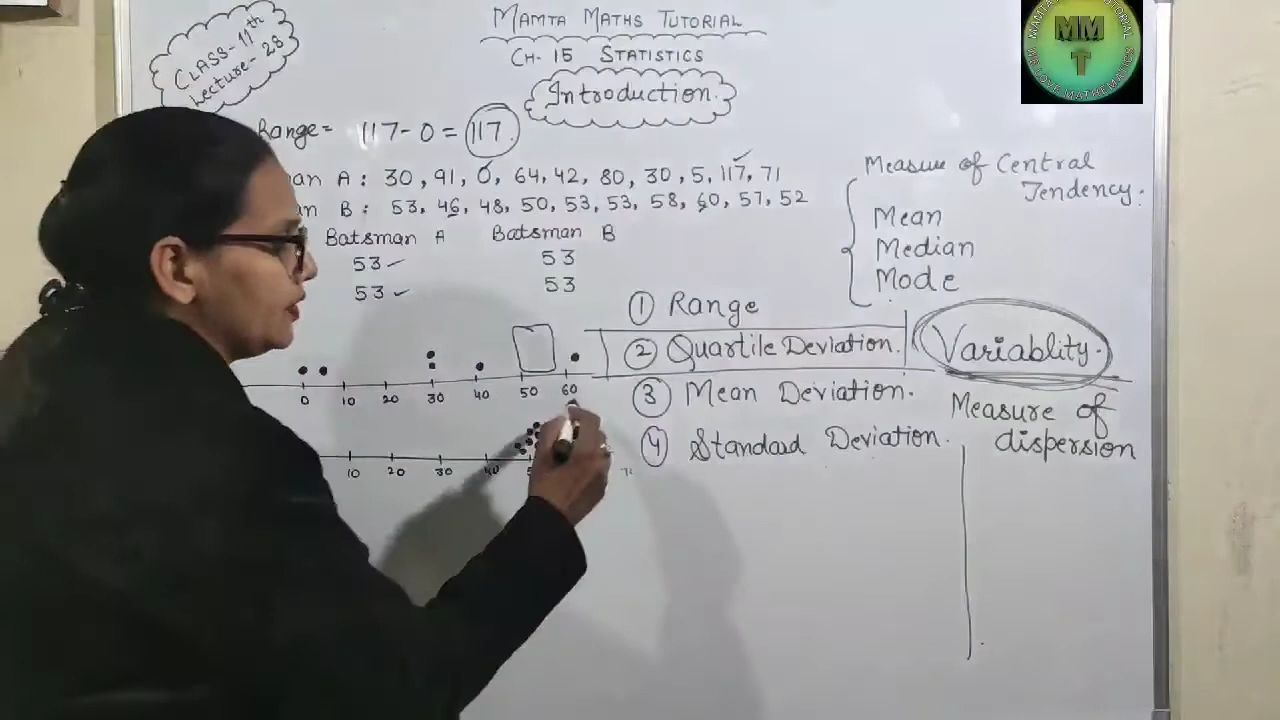 MAMTA MATHS TUTORIAL
CLASS-11th
Lecture-28
CH. 15 STATISTICS
Introduction.
Range= 117-0 = 117
an A: 30, 91, 0, 64, 42, 80, 30, 5, 117, 71
n B: 53, 46, 48, 50, 53, 53, 58, 60, 57, 52
Batsman A Batsman B
53 53
53 53
Measure of Central
Tendency.
Mean
Median
Mode
① Range
② Quartile Deviation.
③ Mean Deviation.
④ Standard Deviation.
Variablity.
Measure of
dispersion
0 10 20 30 40 50 60
10 20 30 40
MM
T